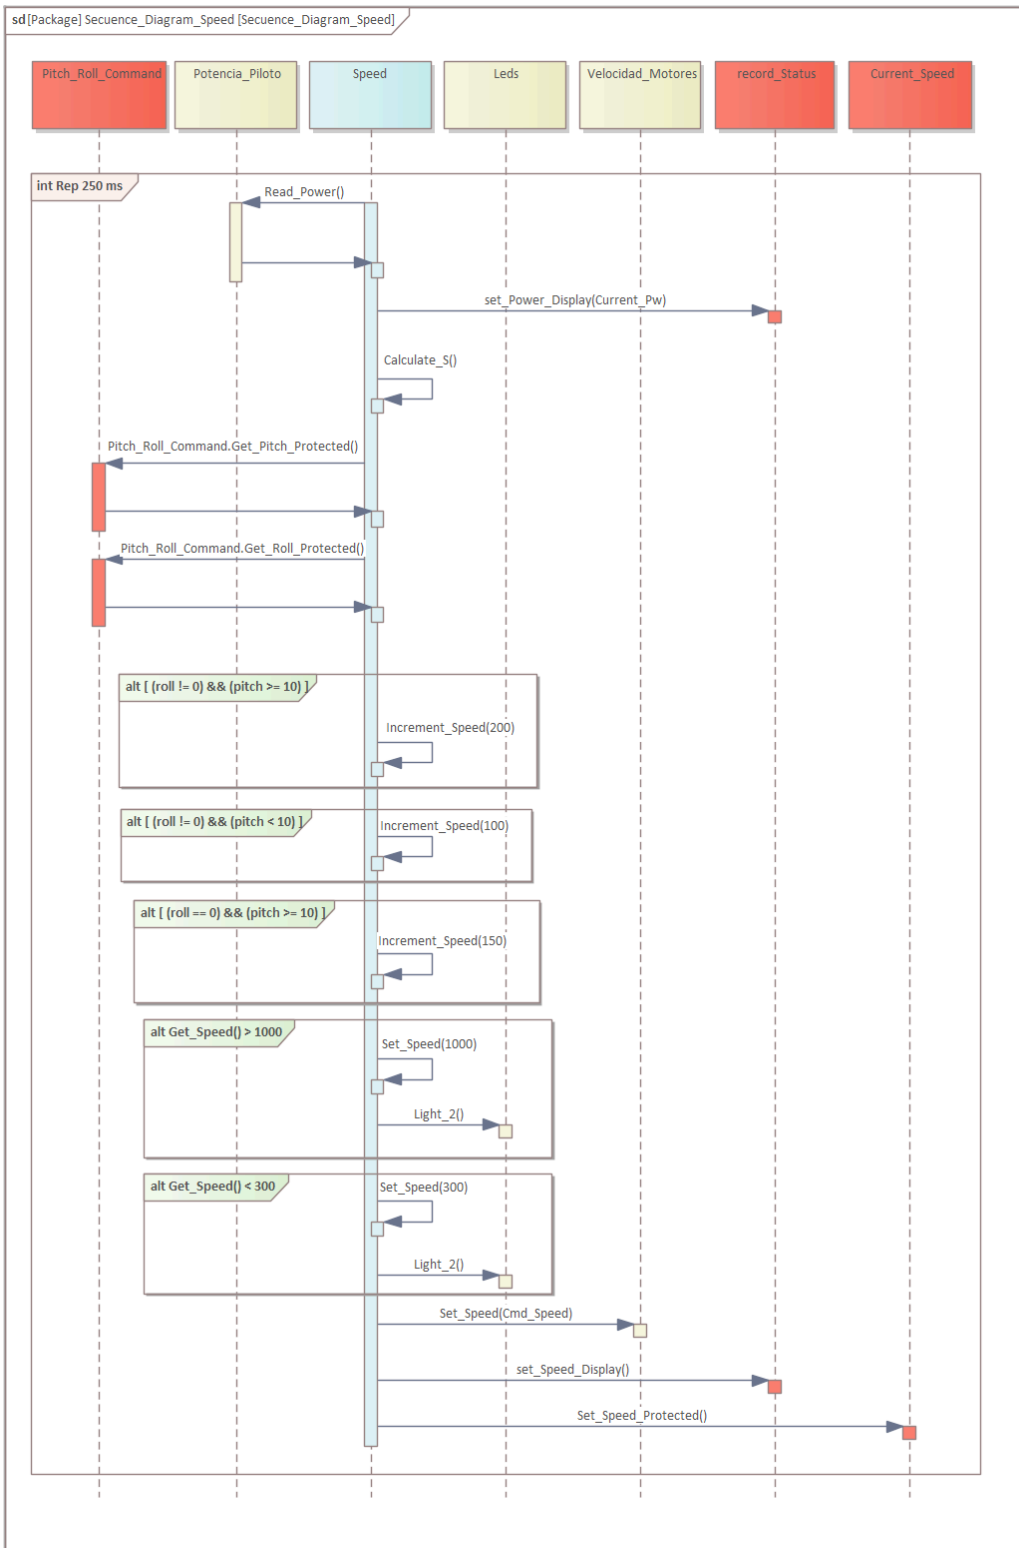 sd [Package] Secuence_Diagram_Speed [Secuence_Diagram_Speed]
Pitch_Roll_Command
Potencia_Piloto
Speed
Leds
Velocidad_Motores
record_Status
Current_Speed
int Rep 250 ms
Read_Power()
set_Power_Display(Current_Pw)
Calculate_S()
Pitch_Roll_Command.Get_Pitch_Protected()
Pitch_Roll_Command.Get_Roll_Protected()
alt [ (roll != 0) && (pitch >= 10) ]
Increment_Speed(200)
alt [ (roll != 0) && (pitch < 10) ]
Increment_Speed(100)
alt [ (roll == 0) && (pitch >= 10) ]
Increment_Speed(150)
alt Get_Speed() > 1000
Set_Speed(1000)
Light_2()
alt Get_Speed() < 300
Set_Speed(300)
Light_2()
Set_Speed(Cmd_Speed)
set_Speed_Display()
Set_Speed_Protected()